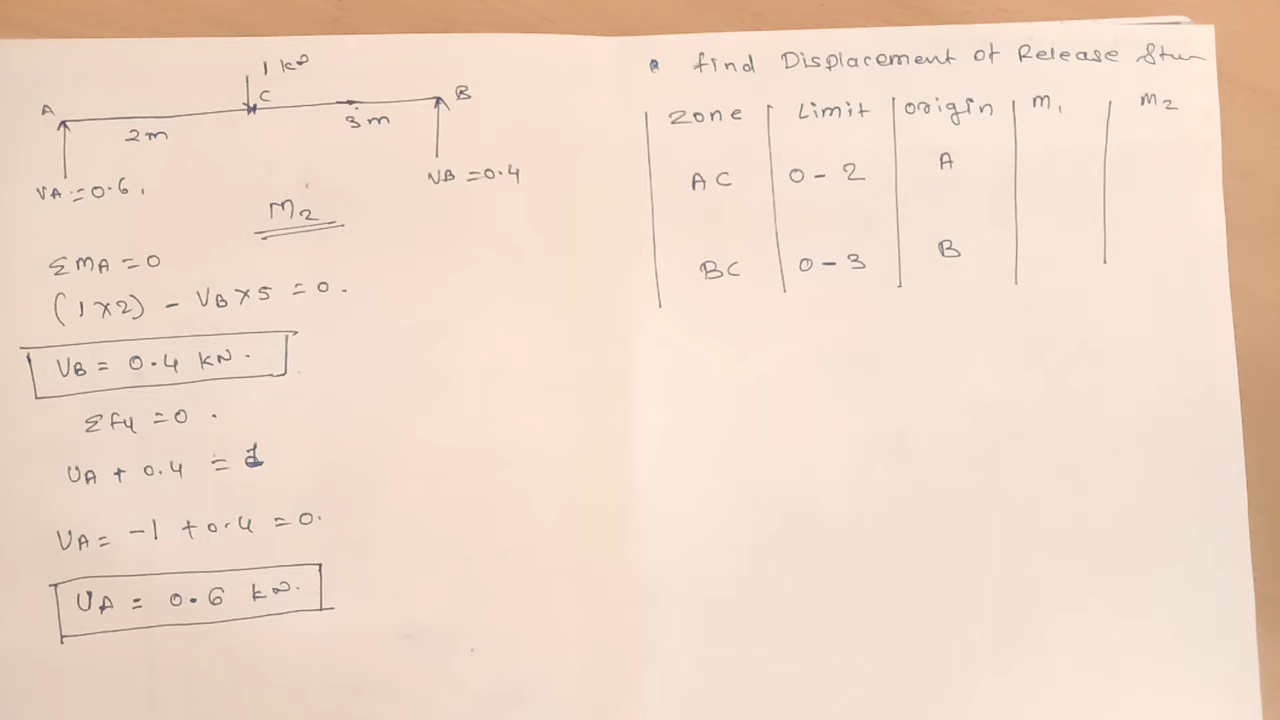 1 kN
A
C
B
2m
3m
VA = 0.6
VB = 0.4
M2
ΣMA = 0
(1×2) - VB×5 = 0.
VB = 0.4 kN.
ΣFy = 0.
VA + 0.4 = 1
VA = -1 + 0.4 = 0.
VA = 0.6 kN.
find Displacement of Release
Zone Limit origin M1 M2
AC 0-2 A
BC 0-3 B